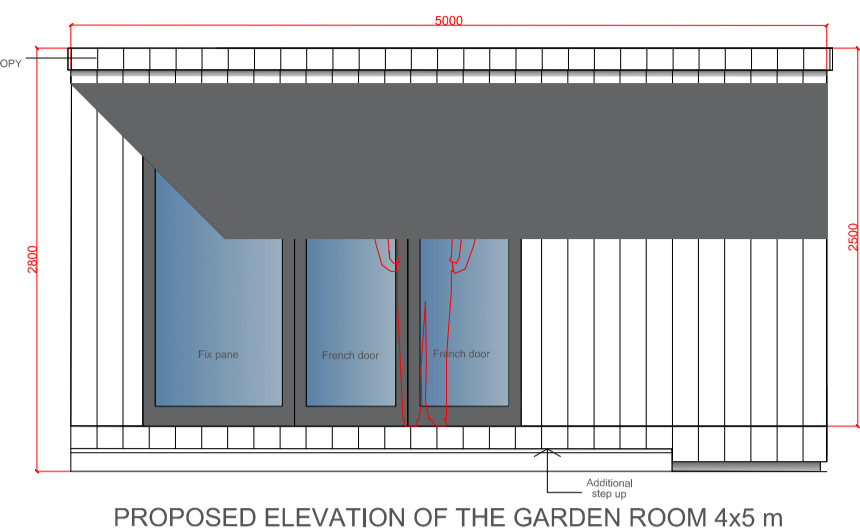 5000
OPY
2800
2500
Fix pane
French door
French door
Additional
step up
PROPOSED ELEVATION OF THE GARDEN ROOM 4x5 m